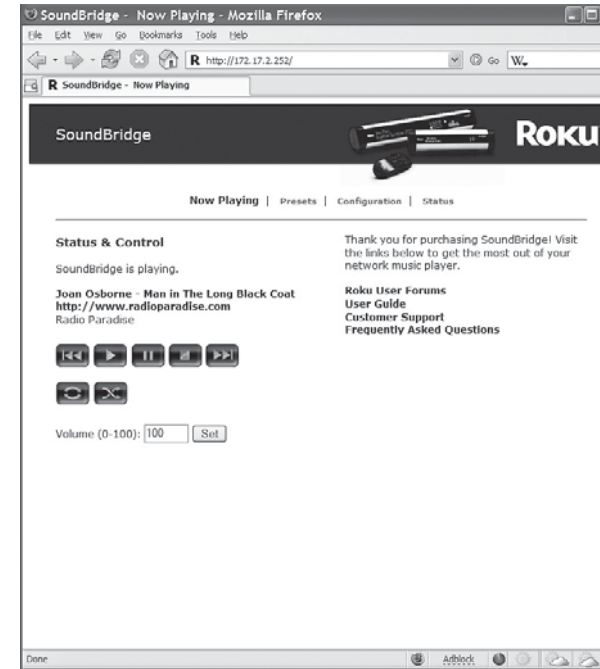 SoundBridge - Now Playing - Mozilla Firefox
File Edit View Go Bookmarks Tools Help
R http://172.17.2.252/ Go W.
R SoundBridge - Now Playing
SoundBridge
ROKU
Now Playing | Presets | Configuration | Status
Status & Control
SoundBridge is playing.
Joan Osborne - Man in The Long Black Coat
http://www.radioparadise.com
Radio Paradise
Volume (0-100): 100 Set
Thank you for purchasing SoundBridge! Visit
the links below to get the most out of your
network music player.
Roku User Forums
User Guide
Customer Support
Frequently Asked Questions
Done Adblock